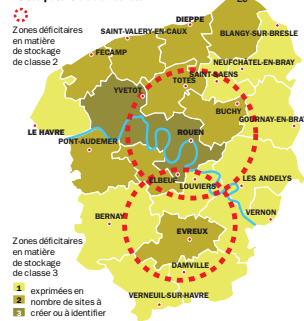 DIEPPE
Zones déficitaires
en matière
de stockage
de classe 2
SAINT-VALERY-EN-CAUX
BLANGY-SUR-BRESLE
FECAMP
NEUFCHÂTEL-EN-BRAY
TOTES
SAINT-SAENS
YVETOT
BUCHY
GOURNAY-EN-BRAY
LE HAVRE
ROUEN
PONT-AUDEMER
ELBEUF
LOUVIERS
LES ANDELYS
BERNAY
VERNON
EVREUX
Zones déficitaires
en matière
de stockage
de classe 3
DAMVILLE
1 exprimées en
2 nombre de sites à
3 créer ou à identifier
VERNEUIL-SUR-HAVRE